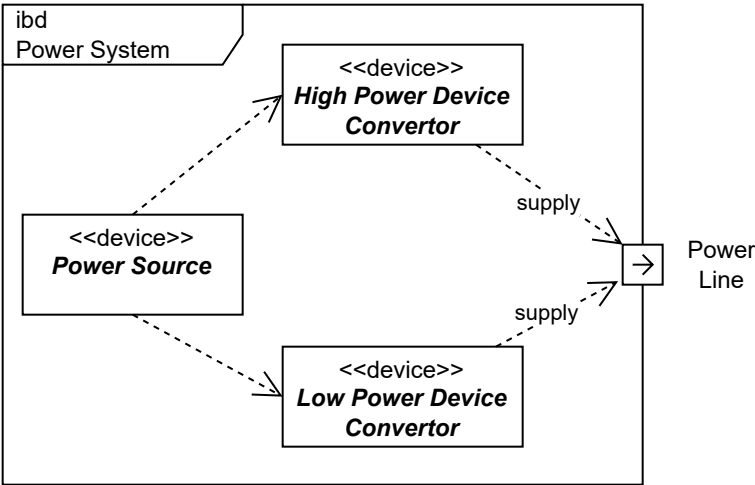 ibd
Power System
<<device>>
High Power Device
Convertor
supply
<<device>>
Power Source
Power
Line
supply
<<device>>
Low Power Device
Convertor